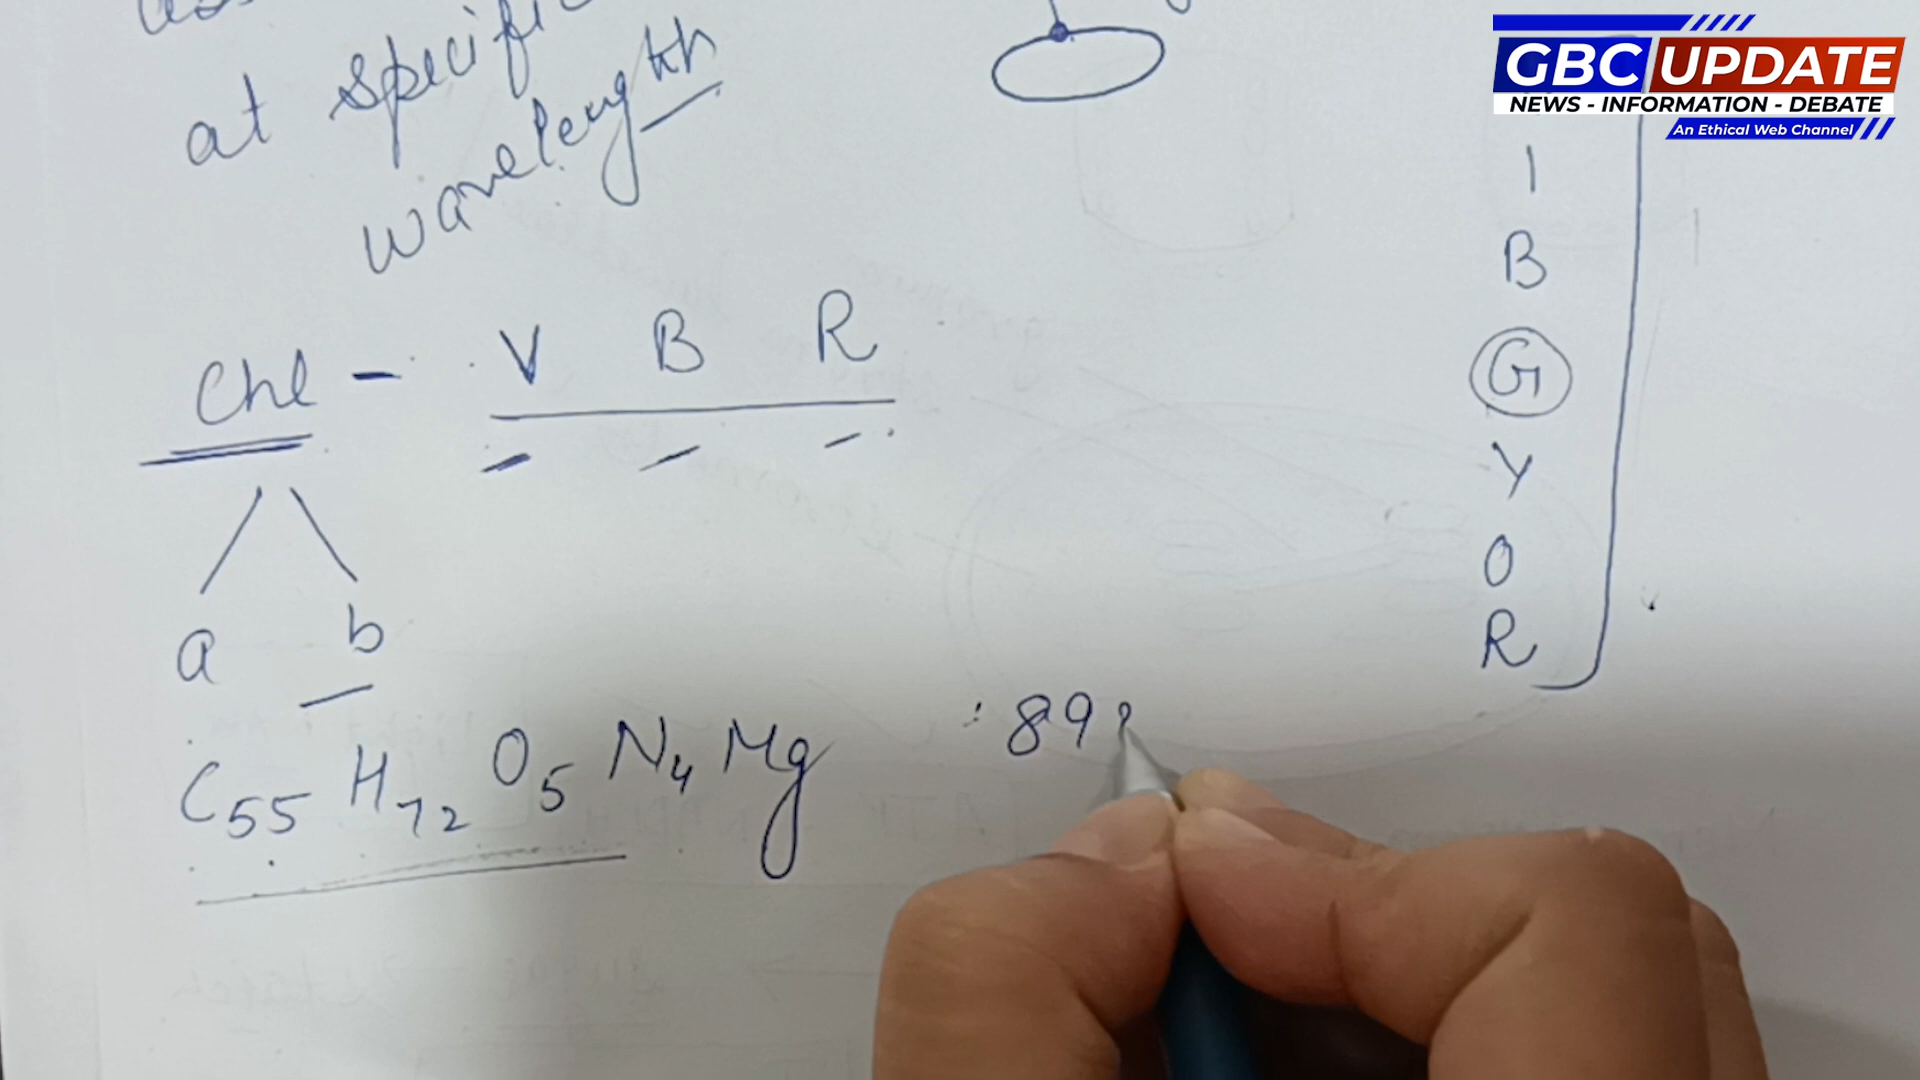 at specific
wavelength
Chl - V B R
a b
C55 H72 O5 N4 Mg : 89
I
B
G
Y
O
R
GBC UPDATE
NEWS - INFORMATION - DEBATE
An Ethical Web Channel